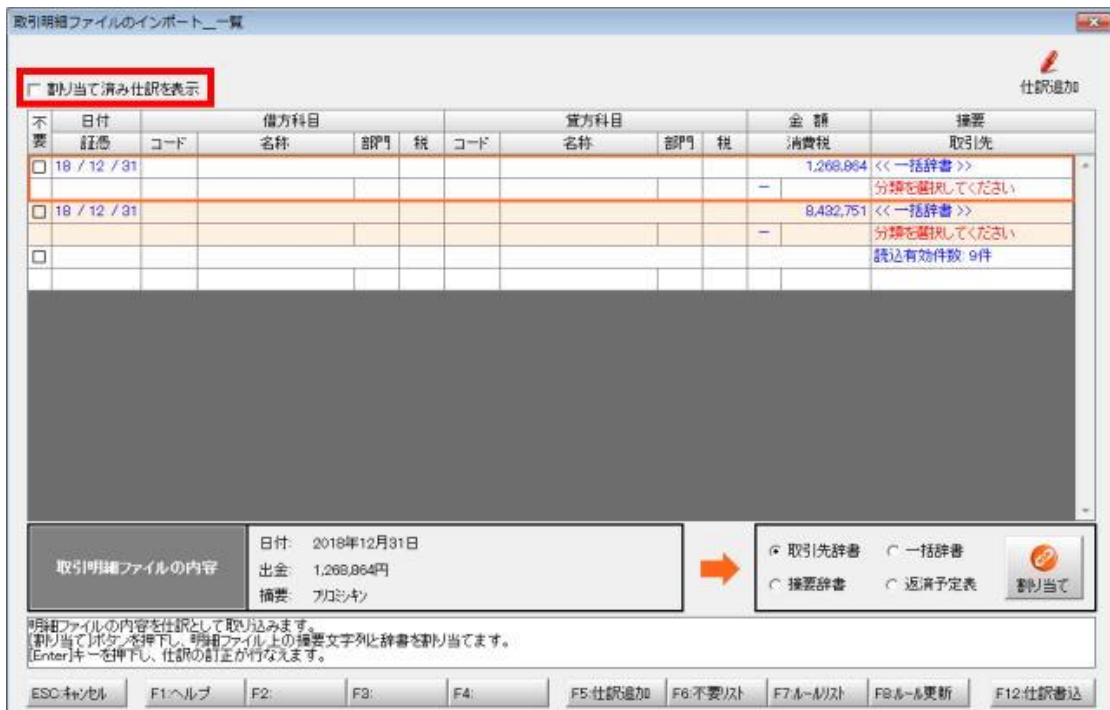 取引明細ファイルのインポート__一覧
割り当て済み仕訳を表示
仕訳追加
不要 日付 借方科目 貸方科目 金額 摘要
証憑 コード 名称 部門 税 コード 名称 部門 税 消費税 取引先
18 / 12 / 31 1,268,864 << 一括辞書 >>
ー 分類を選択してください
18 / 12 / 31 8,432,751 << 一括辞書 >>
ー 分類を選択してください
読込有効件数: 9件
取引明細ファイルの内容
日付: 2018年12月31日
出金: 1,268,864円
摘要: フリコミシキン
取引先辞書 一括辞書
摘要辞書 返済予定表
割り当て
明細ファイルの内容を仕訳として取り込みます。
[割り当て]ボタンを押下し、明細ファイル上の摘要文字列と辞書を割り当てます。
[Enter]キーを押下し、仕訳の訂正が行なえます。
ESC:キャンセル F1:ヘルプ F2: F3: F4: F5:仕訳追加 F6:不要リスト F7:ルールリスト F8:ルール更新 F12:仕訳書込